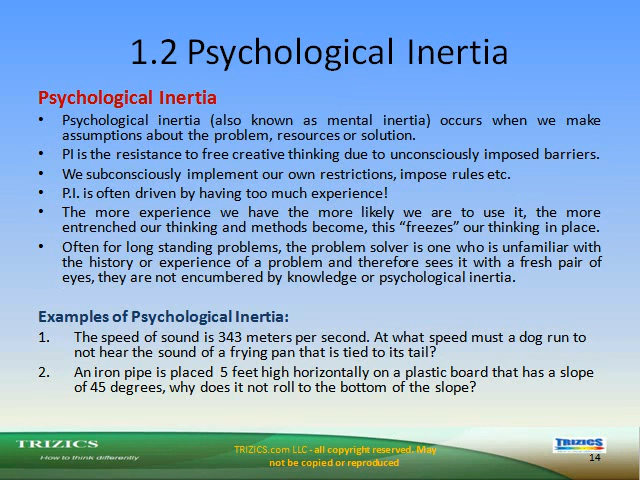 1.2 Psychological Inertia
Psychological Inertia
• Psychological inertia (also known as mental inertia) occurs when we make
assumptions about the problem, resources or solution.
• PI is the resistance to free creative thinking due to unconsciously imposed barriers.
• We subconsciously implement our own restrictions, impose rules etc.
• P.I. is often driven by having too much experience!
• The more experience we have the more likely we are to use it, the more
entrenched our thinking and methods become, this “freezes” our thinking in place.
• Often for long standing problems, the problem solver is one who is unfamiliar with
the history or experience of a problem and therefore sees it with a fresh pair of
eyes, they are not encumbered by knowledge or psychological inertia.
Examples of Psychological Inertia:
1. The speed of sound is 343 meters per second. At what speed must a dog run to
not hear the sound of a frying pan that is tied to its tail?
2. An iron pipe is placed 5 feet high horizontally on a plastic board that has a slope
of 45 degrees, why does it not roll to the bottom of the slope?
TRIZICS
How to think differently
TRIZICS.com LLC - all copyright reserved. May
not be copied or reproduced
TRIZICS
14